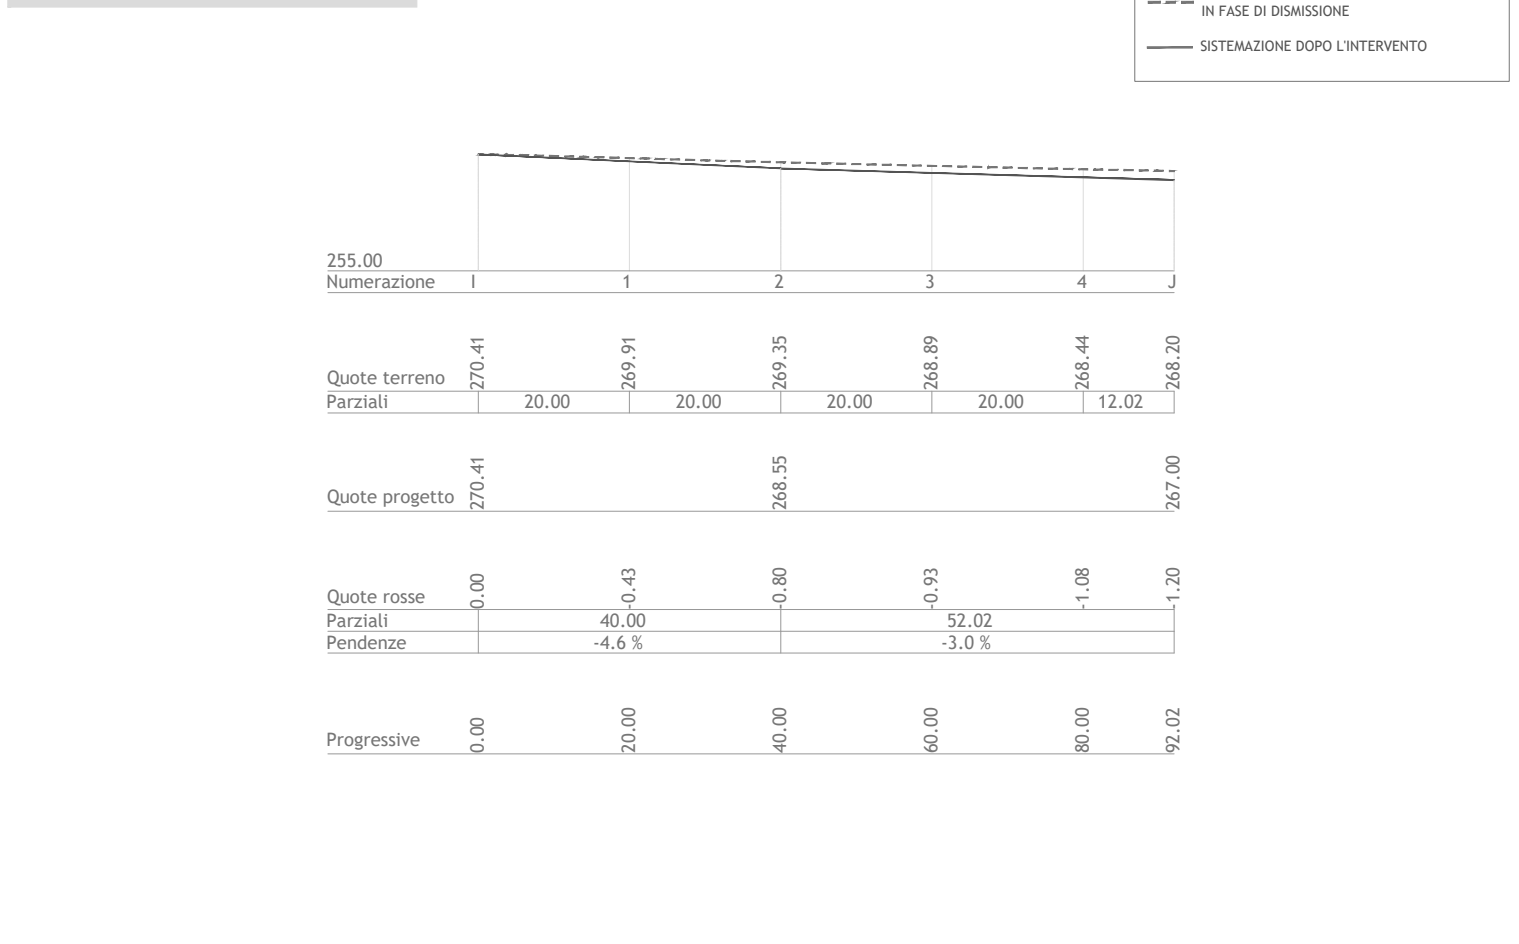 IN FASE DI DISMISSIONE
SISTEMAZIONE DOPO L'INTERVENTO
255.00
Numerazione I 1 2 3 4 J
Quote terreno 270.41 269.91 269.35 268.89 268.44 268.20
Parziali 20.00 20.00 20.00 20.00 12.02
Quote progetto 270.41 268.55 267.00
Quote rosse 0.00 -0.43 -0.80 -0.93 -1.08 -1.20
Parziali 40.00 52.02
Pendenze -4.6 % -3.0 %
Progressive 0.00 20.00 40.00 60.00 80.00 92.02